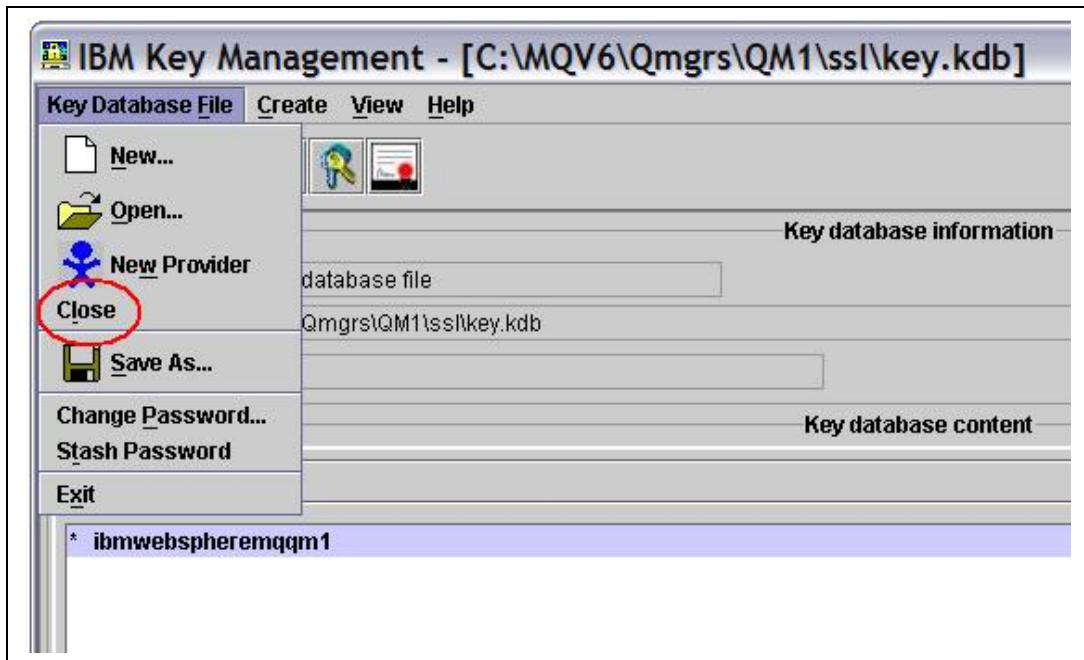 IBM Key Management - [C:\MQV6\Qmgrs\QM1\ssl\key.kdb]
Key Database File Create View Help
New...
Open...
New Provider
Close
Save As...
Change Password...
Stash Password
Exit
Key database information
database file
Qmgrs\QM1\ssl\key.kdb
Key database content
* ibmwebspheremqqm1